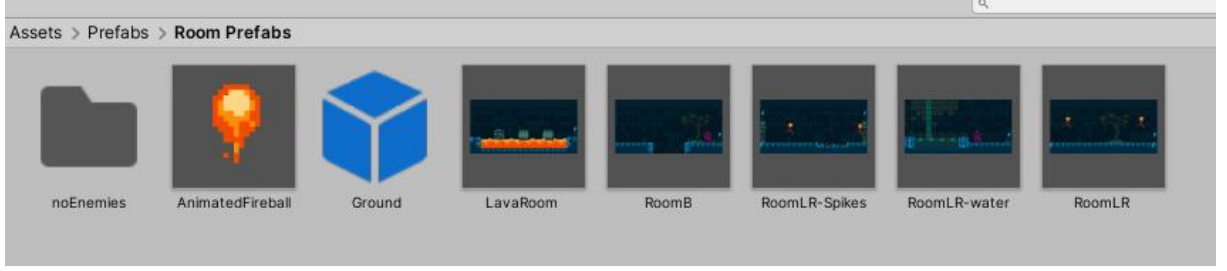 Assets > Prefabs > Room Prefabs
noEnemies
AnimatedFireball
Ground
LavaRoom
RoomB
RoomLR-Spikes
RoomLR-water
RoomLR